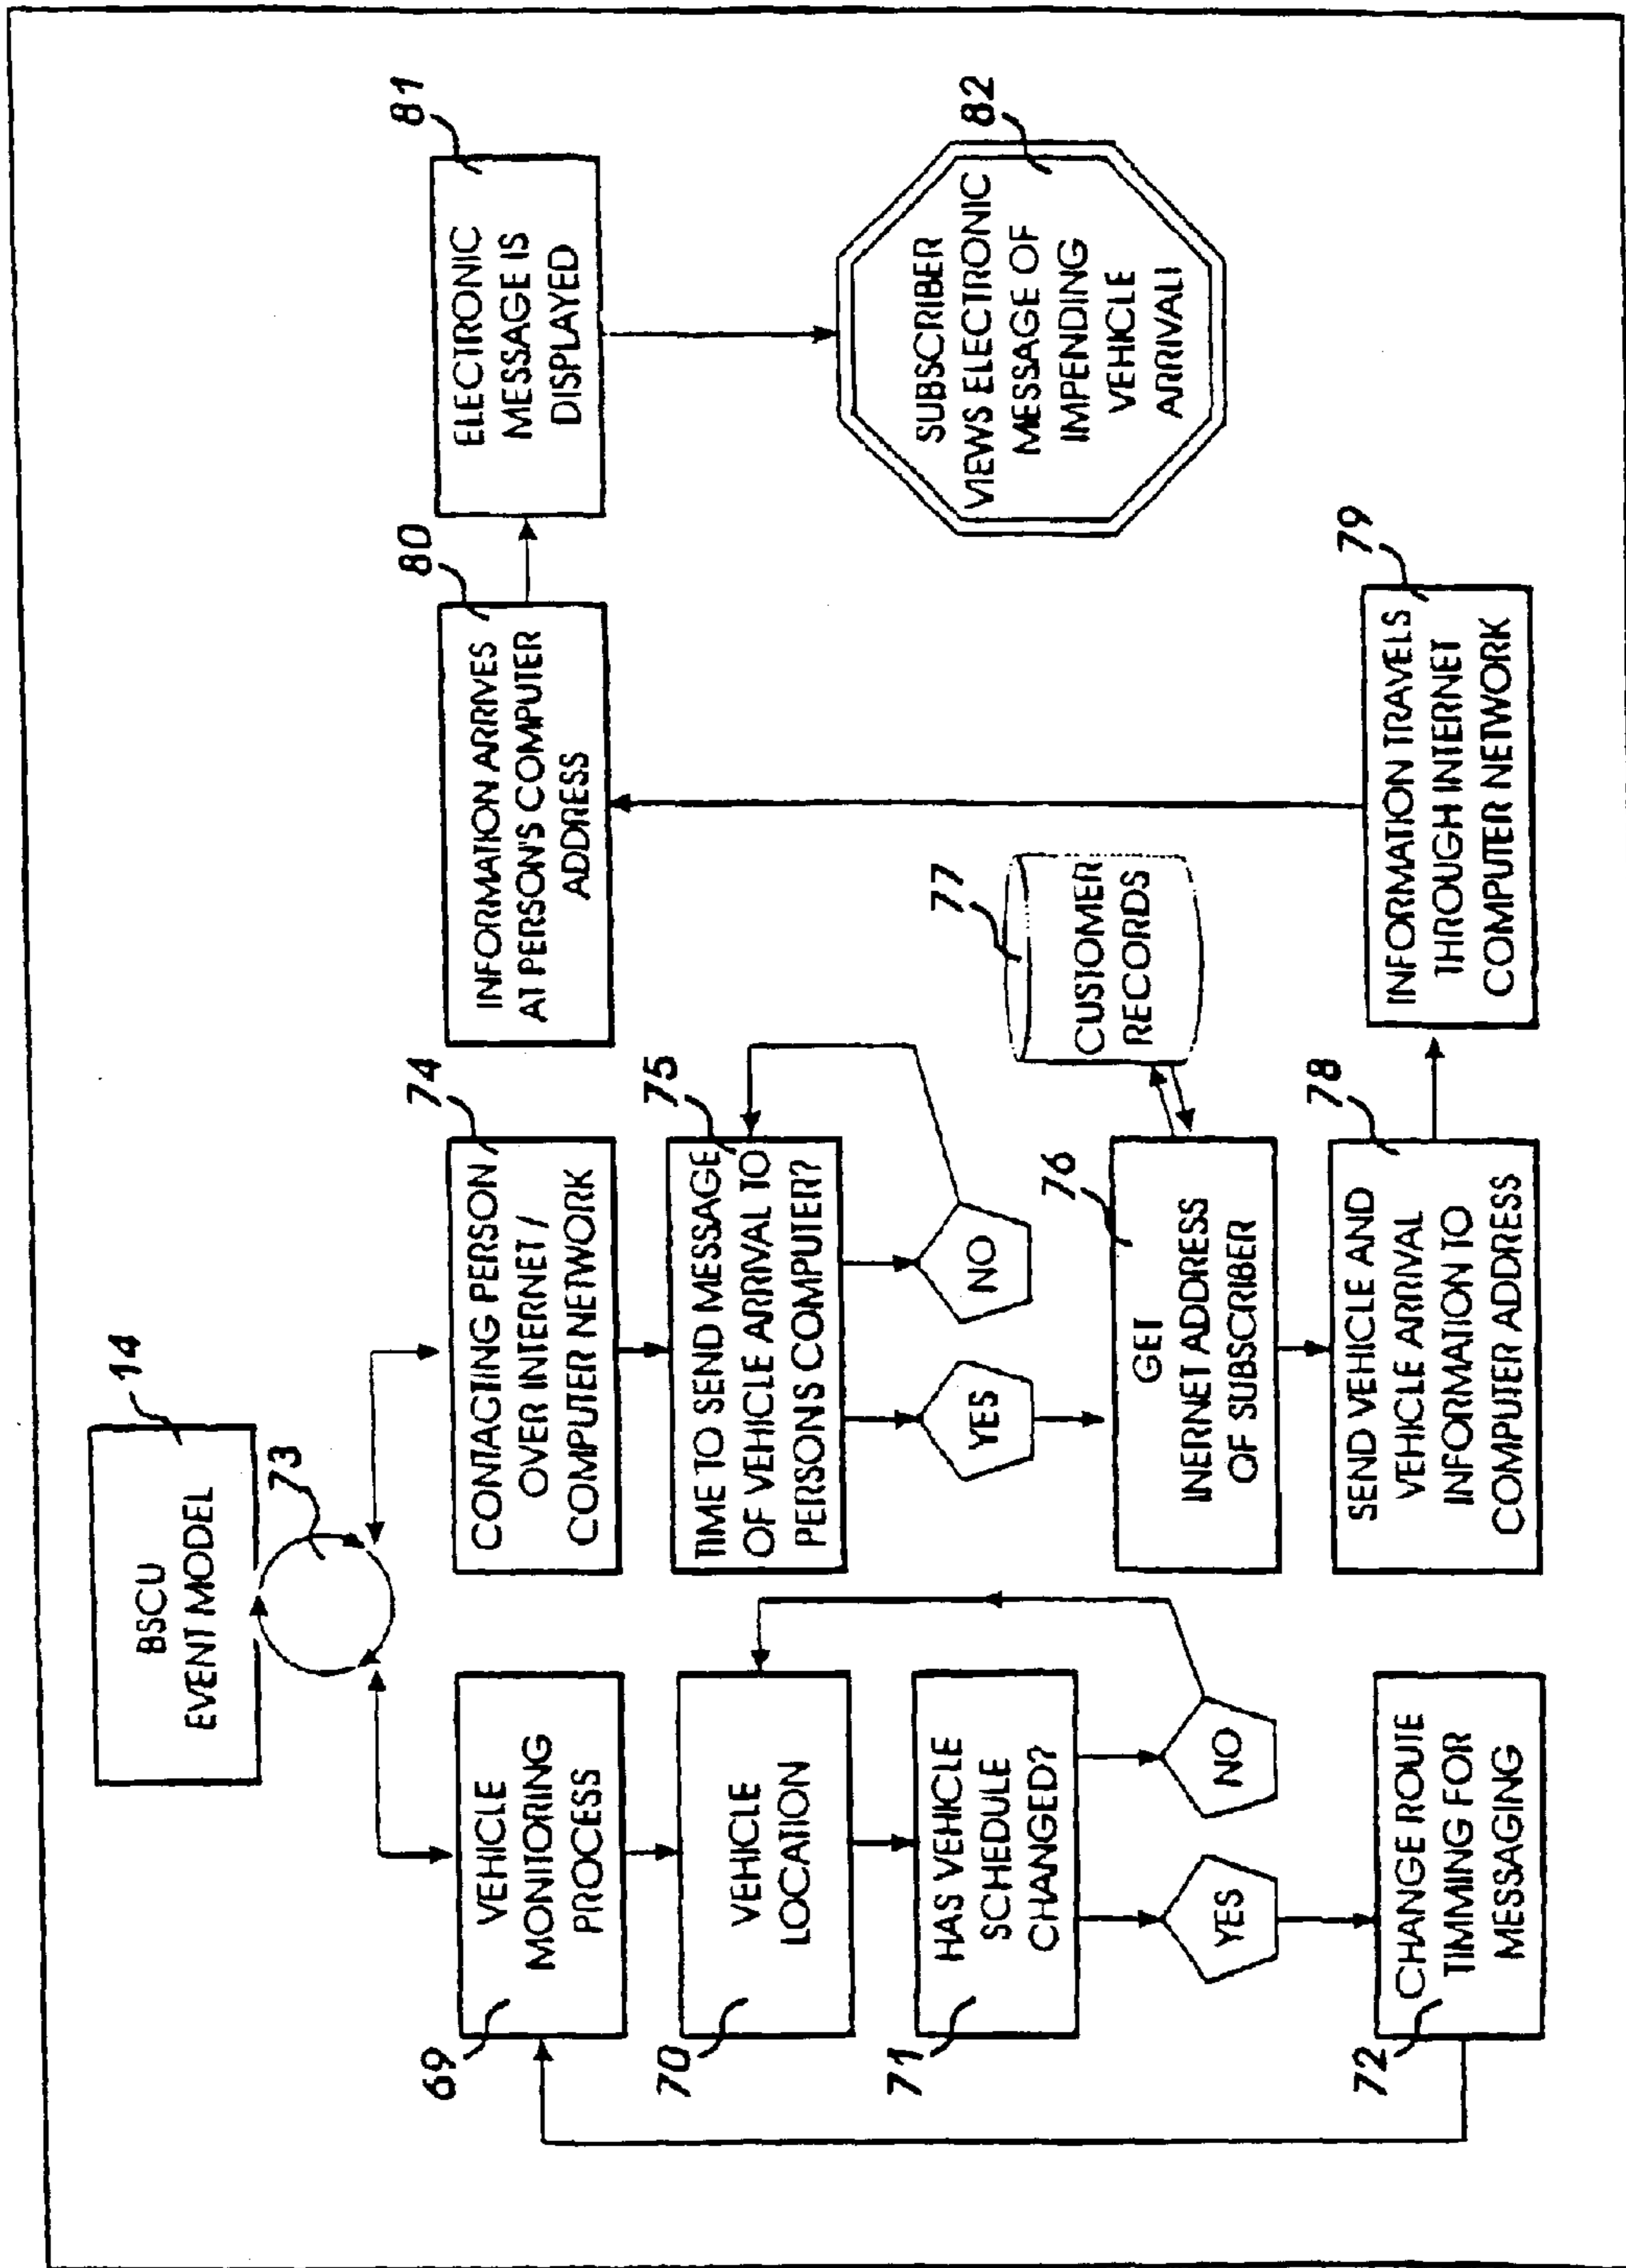 BSCU
EVENT MODEL
14
73
VEHICLE
MONITORING
PROCESS
69
VEHICLE
LOCATION
70
HAS VEHICLE
SCHEDULE
CHANGED?
71
YES
NO
CHANGE ROUTE
TIMMING FOR
MESSAGING
72
CONTACTING PERSON
OVER INTERNET /
COMPUTER NETWORK
74
TIME TO SEND MESSAGE
OF VEHICLE ARRIVAL TO
PERSONS COMPUTER?
75
YES
NO
GET
INERNET ADDRESS
OF SUBSCRIBER
76
CUSTOMER
RECORDS
77
SEND VEHICLE AND
VEHICLE ARRIVAL
INFORMATION TO
COMPUTER ADDRESS
78
INFORMATION TRAVELS
THROUGH INTERNET
COMPUTER NETWORK
79
INFORMATION ARRIVES
AT PERSON'S COMPUTER
ADDRESS
80
ELECTRONIC
MESSAGE IS
DISPLAYED
81
SUBSCRIBER
VIEWS ELECTRONIC
MESSAGE OF
IMPENDING
VEHICLE
ARRIVAL!
82